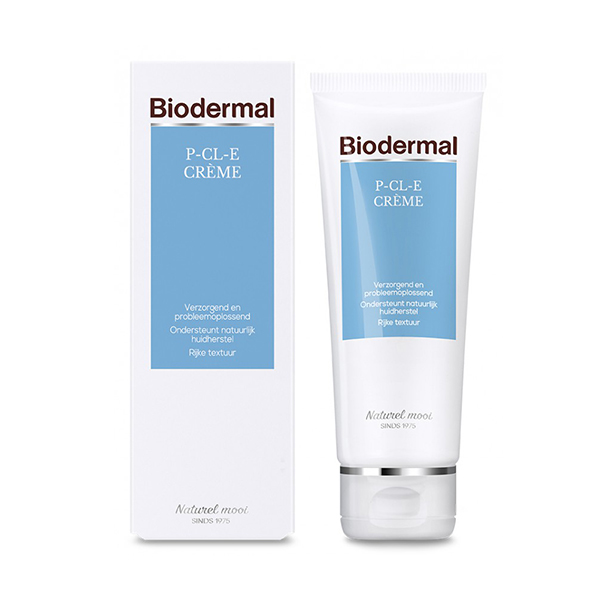 Biodermal
P-CL-E
CRÈME
Verzorgend en
probleemoplossend
Ondersteunt natuurlijk
huidherstel
Rijke textuur
Naturel mooi.
SINDS 1975
Biodermal
P-CL-E
CRÈME
Verzorgend en
probleemoplossend
Ondersteunt natuurlijk
huidherstel
Rijke textuur
Naturel mooi.
SINDS 1975